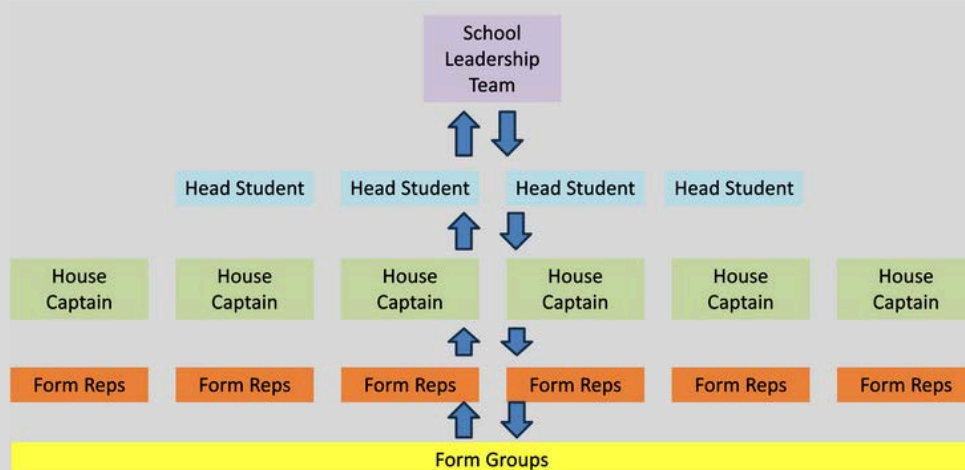 School
Leadership
Team
Head Student
Head Student
Head Student
Head Student
House
Captain
House
Captain
House
Captain
House
Captain
House
Captain
House
Captain
Form Reps
Form Reps
Form Reps
Form Reps
Form Reps
Form Reps
Form Groups